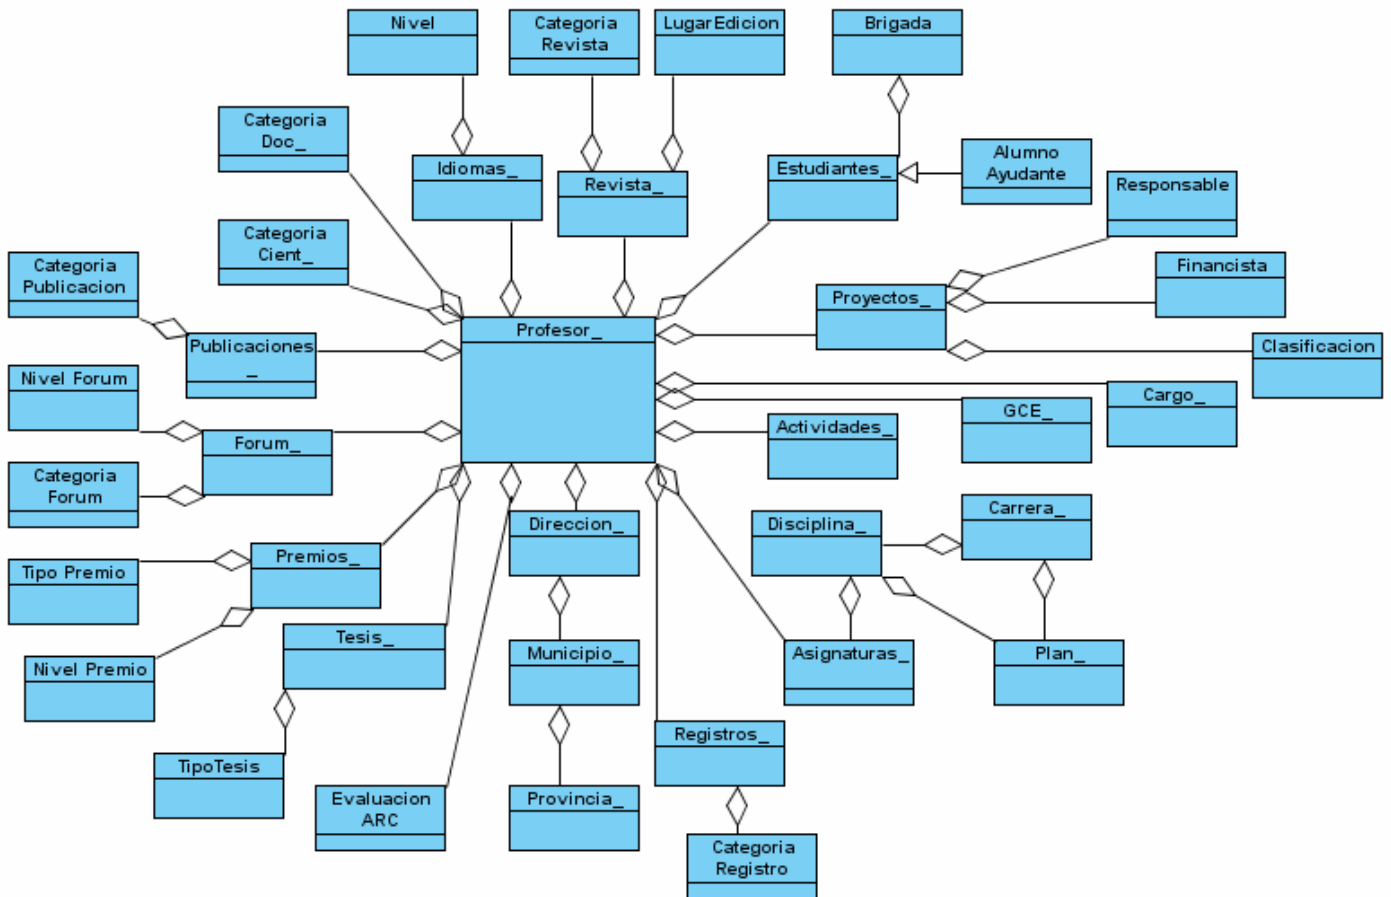 Nivel
Categoria
Revista
LugarEdicion
Brigada
Categoria
Doc_
Idiomas_
Revista_
Estudiantes_
Alumno
Ayudante
Responsable
Categoria
Cient_
Categoria
Publicacion
Financista
Proyectos_
Profesor_
Publicaciones
_
Clasificacion
Nivel Forum
Cargo_
GCE_
Actividades_
Forum_
Categoria
Forum
Direccion_
Disciplina_
Carrera_
Tipo Premio
Premios_
Tesis_
Municipio_
Asignaturas_
Plan_
Nivel Premio
Registros_
TipoTesis
Evaluacion
ARC
Provincia_
Categoria
Registro